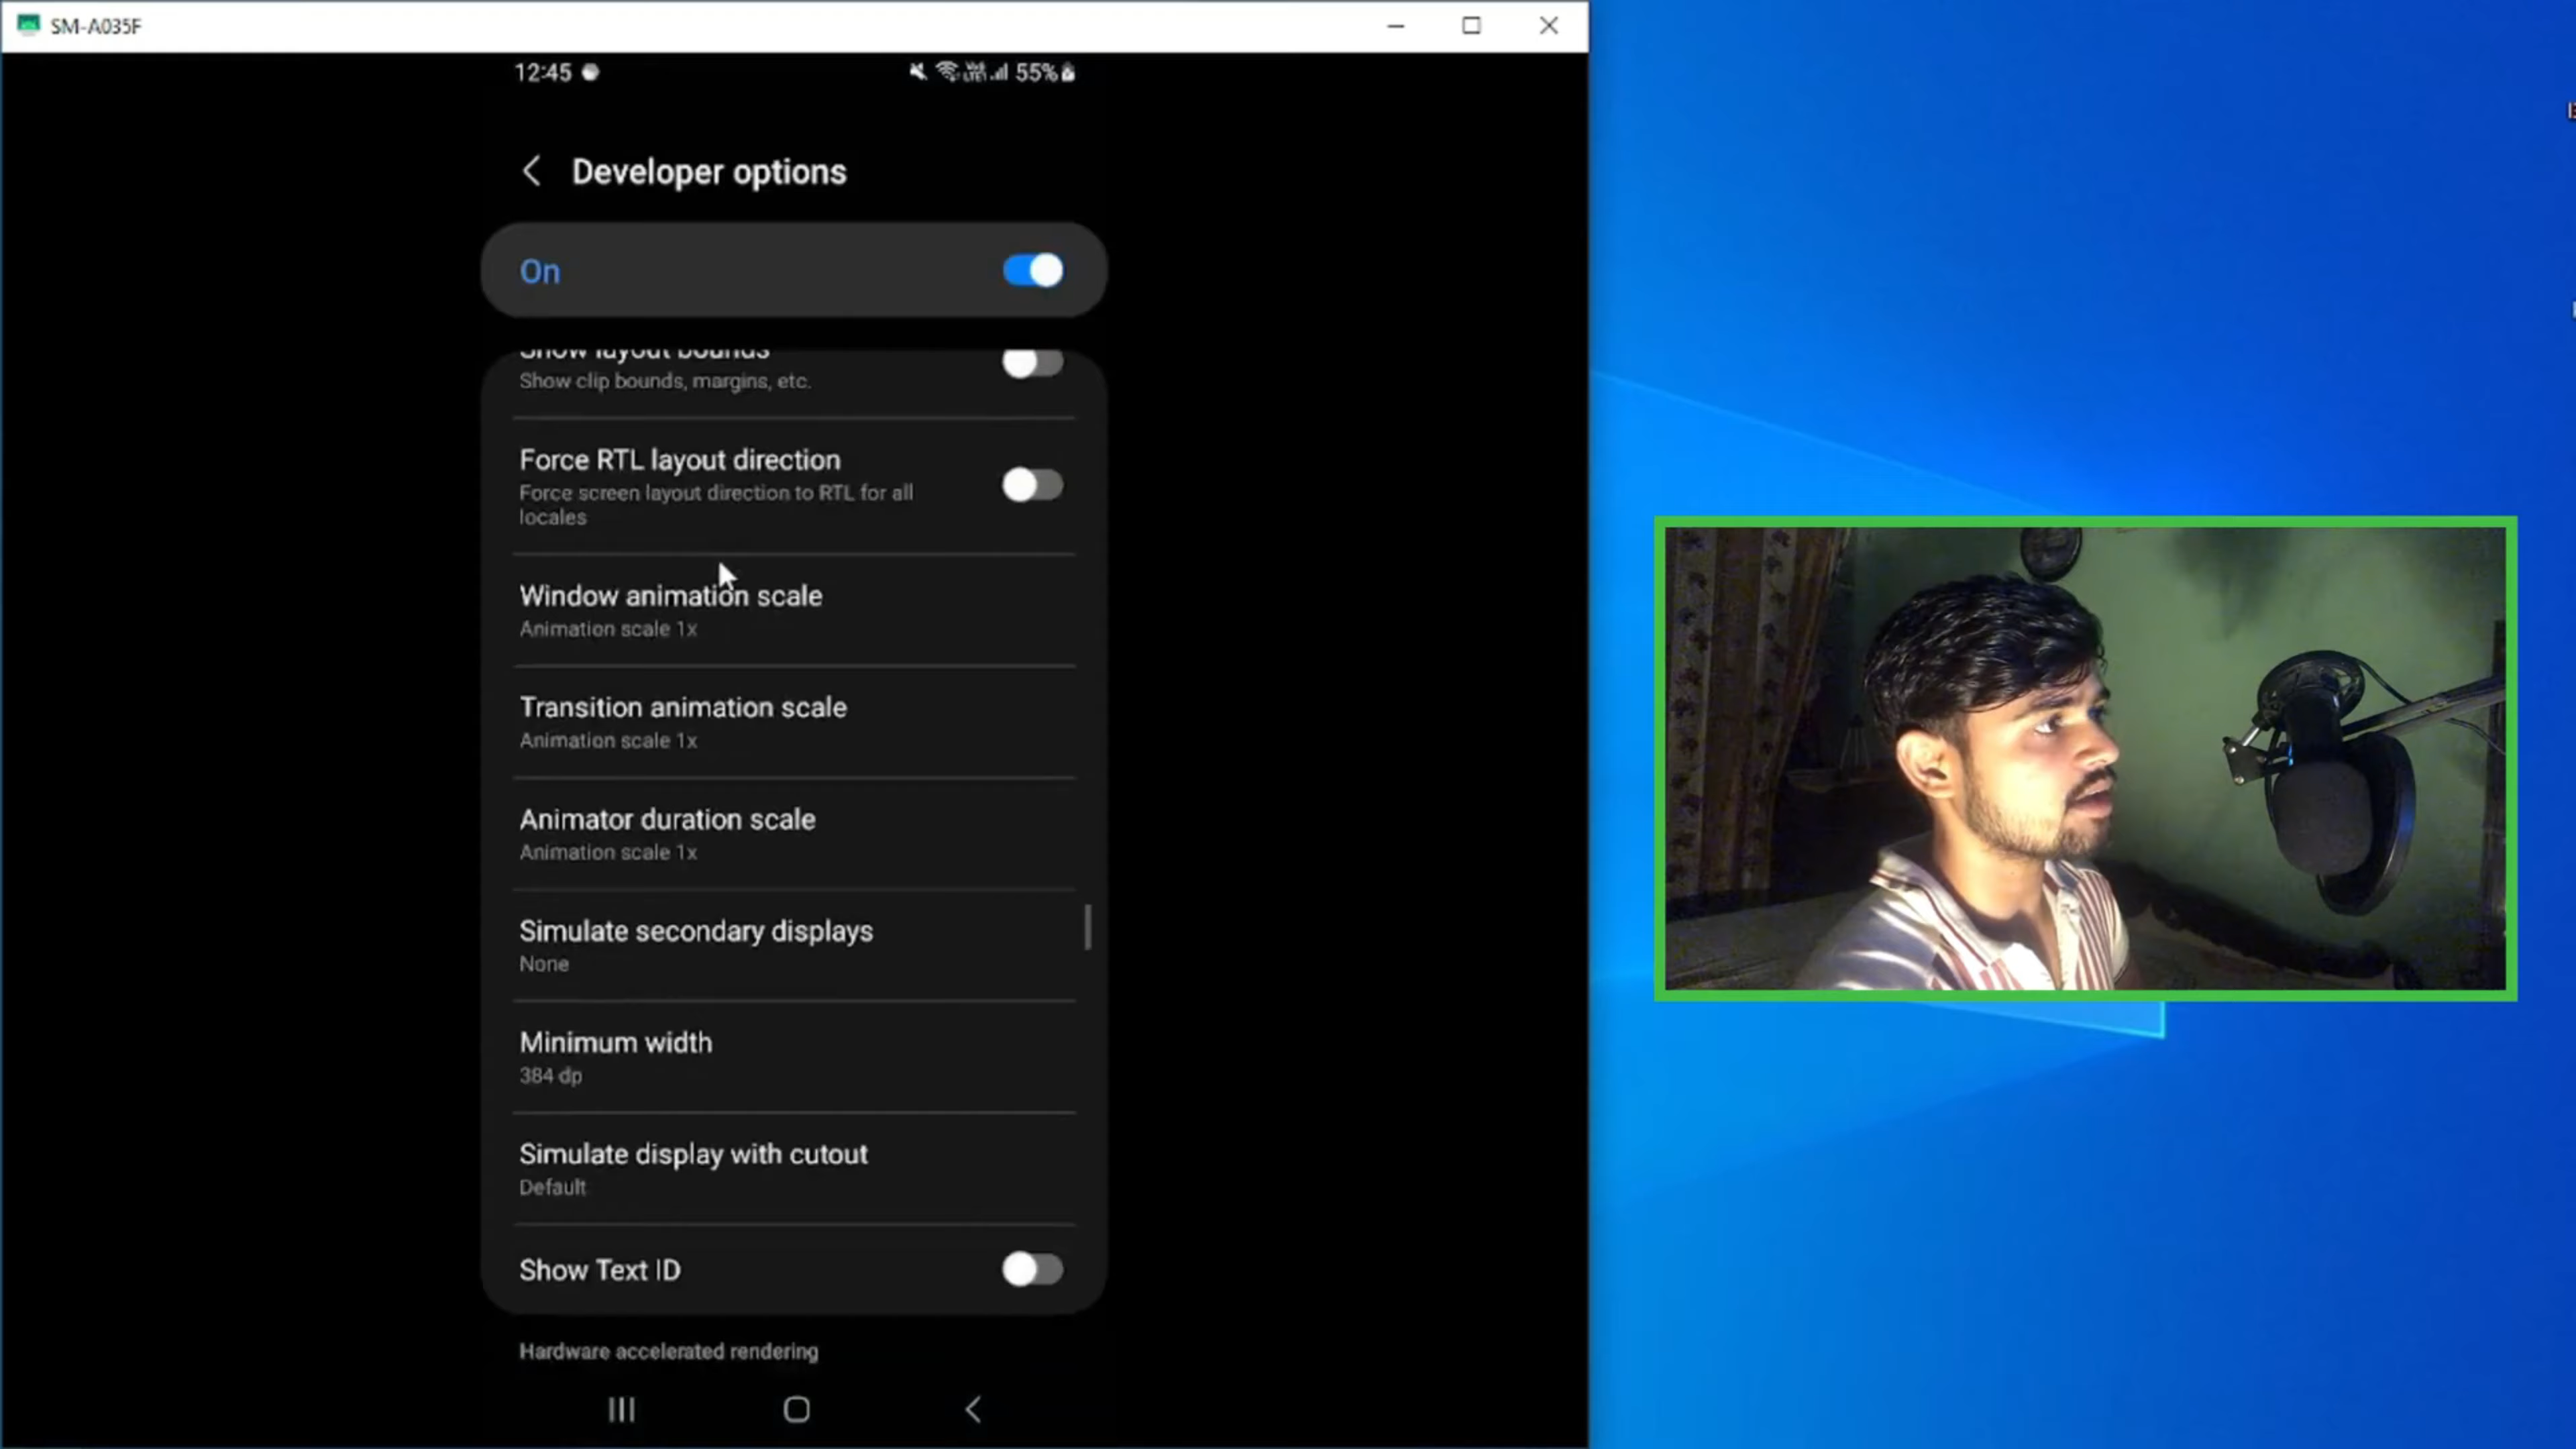 SM-A035F
12:45 55%
Developer options
On
Show layout bounds
Show clip bounds, margins, etc.
Force RTL layout direction
Force screen layout direction to RTL for all
locales
Window animation scale
Animation scale 1x
Transition animation scale
Animation scale 1x
Animator duration scale
Animation scale 1x
Simulate secondary displays
None
Minimum width
384 dp
Simulate display with cutout
Default
Show Text ID
Hardware accelerated rendering